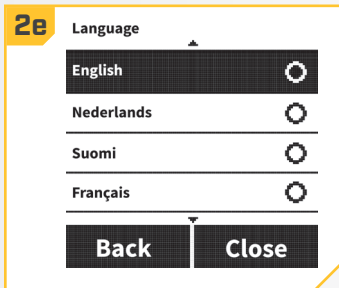 2e
Language
English
Nederlands
Suomi
Français
Back Close